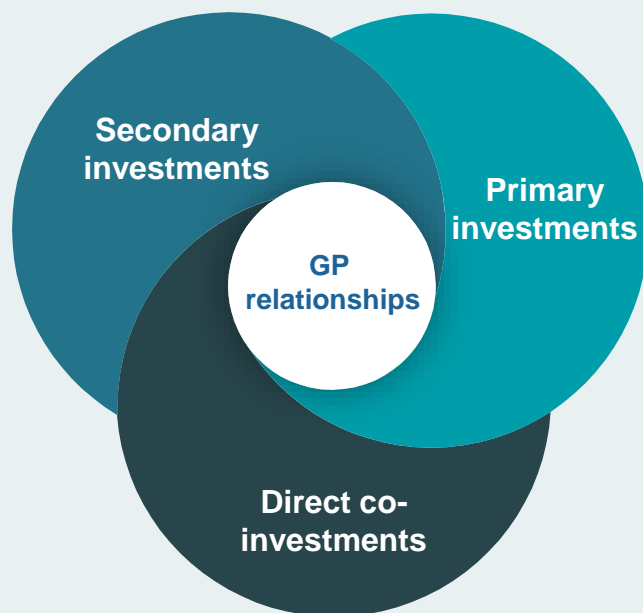 Secondary
investments
Primary
investments
GP
relationships
Direct co-
investments